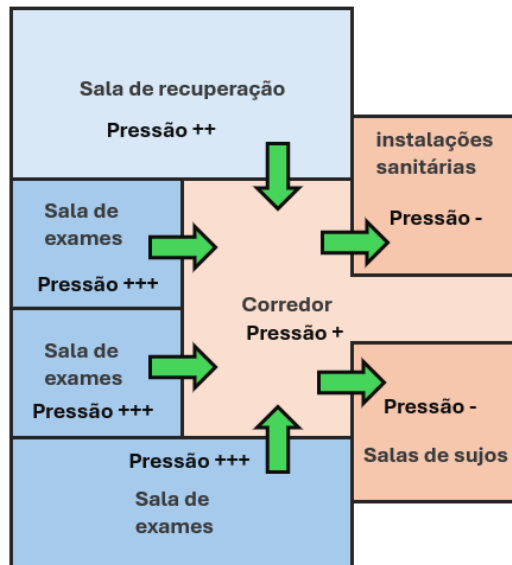 Sala de recuperação
Pressão ++
instalações
sanitárias
Pressão -
Sala de
exames
Pressão +++
Corredor
Pressão +
Sala de
exames
Pressão +++
Pressão -
Salas de sujos
Pressão +++
Sala de
exames